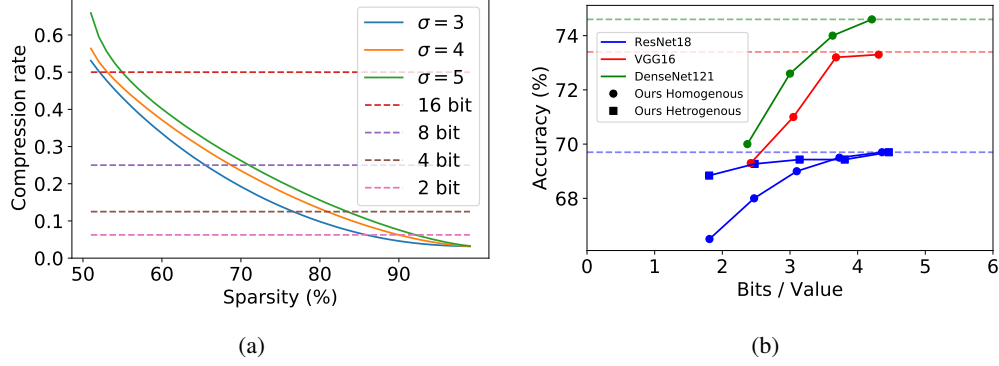 Compression rate
0.6
0.5
0.4
0.3
0.2
0.1
0.0
50
60
70
80
90
Sparsity (%)
σ = 3
σ = 4
σ = 5
16 bit
8 bit
4 bit
2 bit
(a)
Accuracy (%)
74
72
70
68
0
1
2
3
4
5
6
Bits / Value
ResNet18
VGG16
DenseNet121
Ours Homogenous
Ours Hetrogenous
(b)